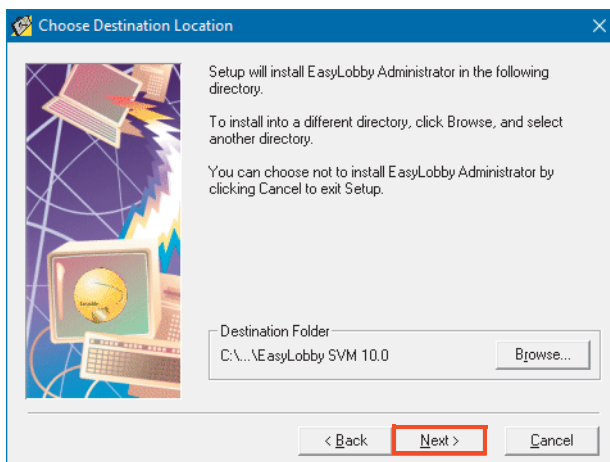 Choose Destination Location
Setup will install EasyLobby Administrator in the following
directory.
To install into a different directory, click Browse, and select
another directory.
You can choose not to install EasyLobby Administrator by
clicking Cancel to exit Setup.
EasyLobby
Destination Folder
C:\...\EasyLobby SVM 10.0
Browse...
< Back
Next >
Cancel